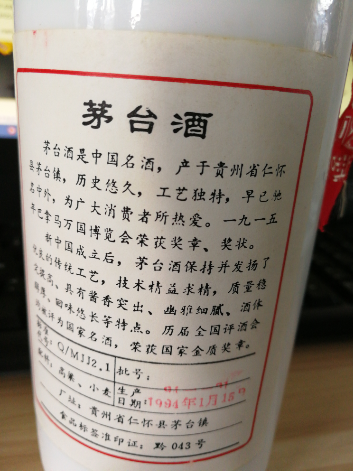 茅台酒
茅台酒是中国名酒，产于贵州省仁怀
县茅台镇，历史悠久，工艺独特，早已驰
名中外，为广大消费者所热爱。一九一五
年巴拿马万国博览会荣获奖章、奖状。
新中国成立后，茅台酒保持并发扬了
优良的传统工艺，技术精益求精，质量稳
定提高、具有酱香突出、幽雅细腻、酒体
醇厚、回味悠长等特点。历届全国评酒会
均被评为国家名酒，荣获国家金质奖章。
Q/MJJ2.1
批号：
高粱、小麦
生产
日期：
1994年1月18日
厂址：贵州省仁怀县茅台镇
食品标签准印证：黔043号